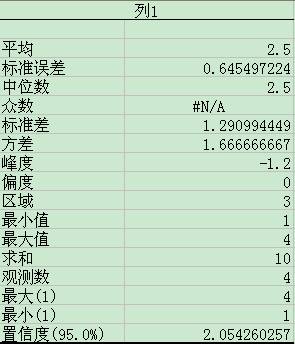 列1
平均 2.5
标准误差 0.645497224
中位数 2.5
众数 #N/A
标准差 1.290994449
方差 1.666666667
峰度 -1.2
偏度 0
区域 3
最小值 1
最大值 4
求和 10
观测数 4
最大(1) 4
最小(1) 1
置信度(95.0%) 2.054260257